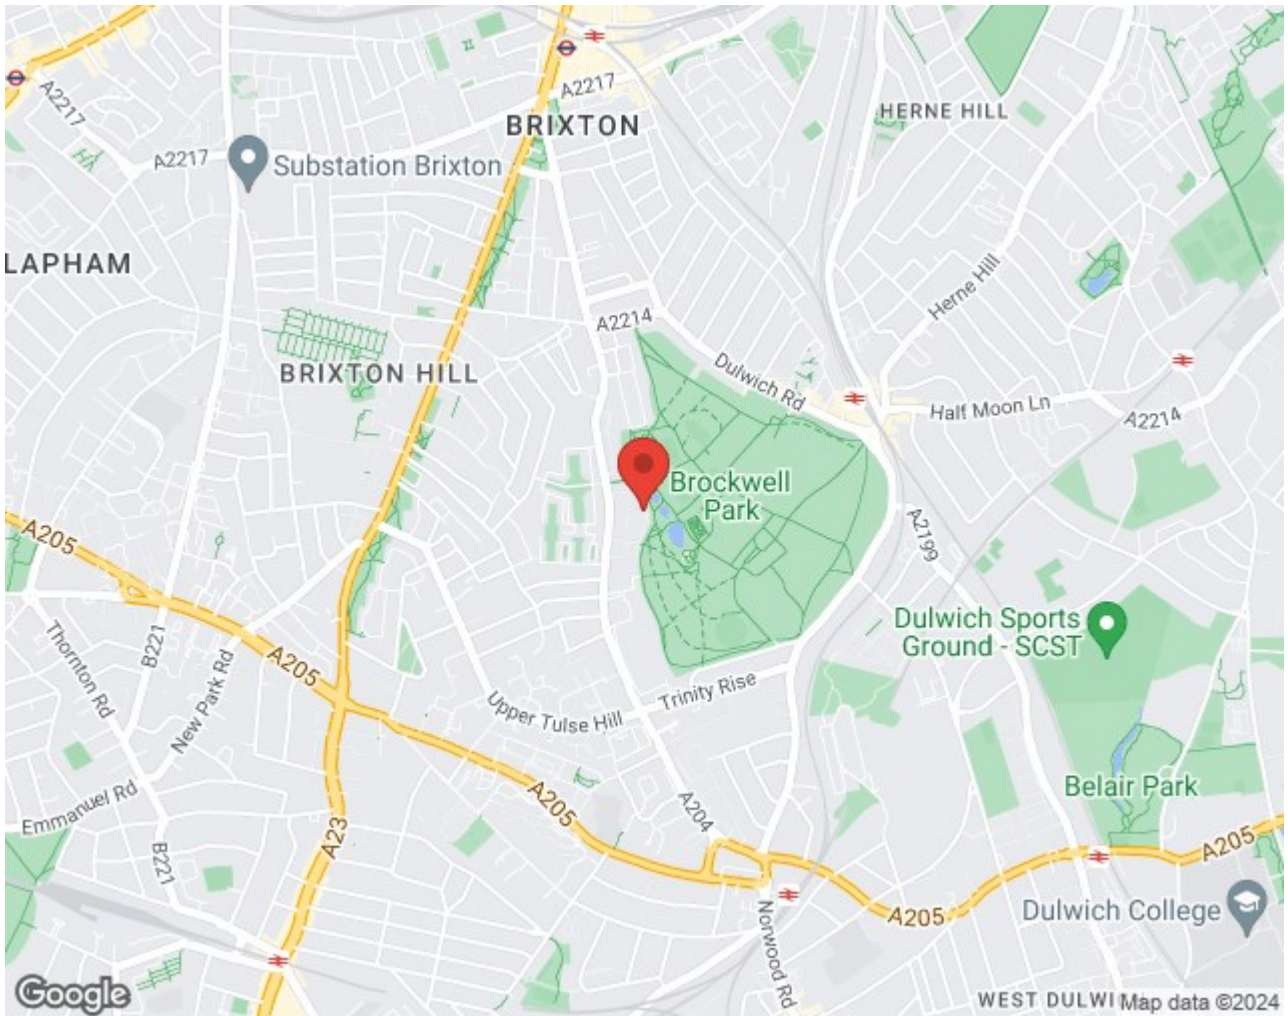 A2217
BRIXTON
HERNE HILL
A2217
A2217
Substation Brixton
LAPHAM
Herne Hill
A2214
BRIXTON HILL
Dulwich Rd
Half Moon Ln
A2214
Brockwell
Park
A205
A2199
Dulwich Sports
Ground - SCST
Thornton Rd
B221
New Park Rd
A205
Upper Tulse Hill
Trinity Rise
Belair Park
Emmanuel Rd
A205
A204
A23
B221
A205
A205
Dulwich College
Norwood Rd
Google
WEST DULWI
Map data ©2024